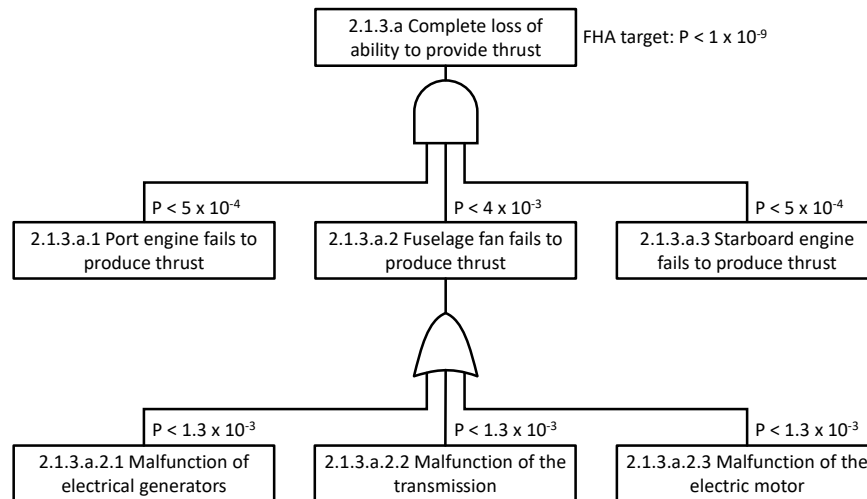 2.1.3.a Complete loss of
ability to provide thrust
FHA target: P < 1 x 10⁻⁹
P < 5 x 10⁻⁴
P < 4 x 10⁻³
P < 5 x 10⁻⁴
2.1.3.a.1 Port engine fails to
produce thrust
2.1.3.a.2 Fuselage fan fails to
produce thrust
2.1.3.a.3 Starboard engine
fails to produce thrust
P < 1.3 x 10⁻³
P < 1.3 x 10⁻³
P < 1.3 x 10⁻³
2.1.3.a.2.1 Malfunction of
electrical generators
2.1.3.a.2.2 Malfunction of the
transmission
2.1.3.a.2.3 Malfunction of the
electric motor